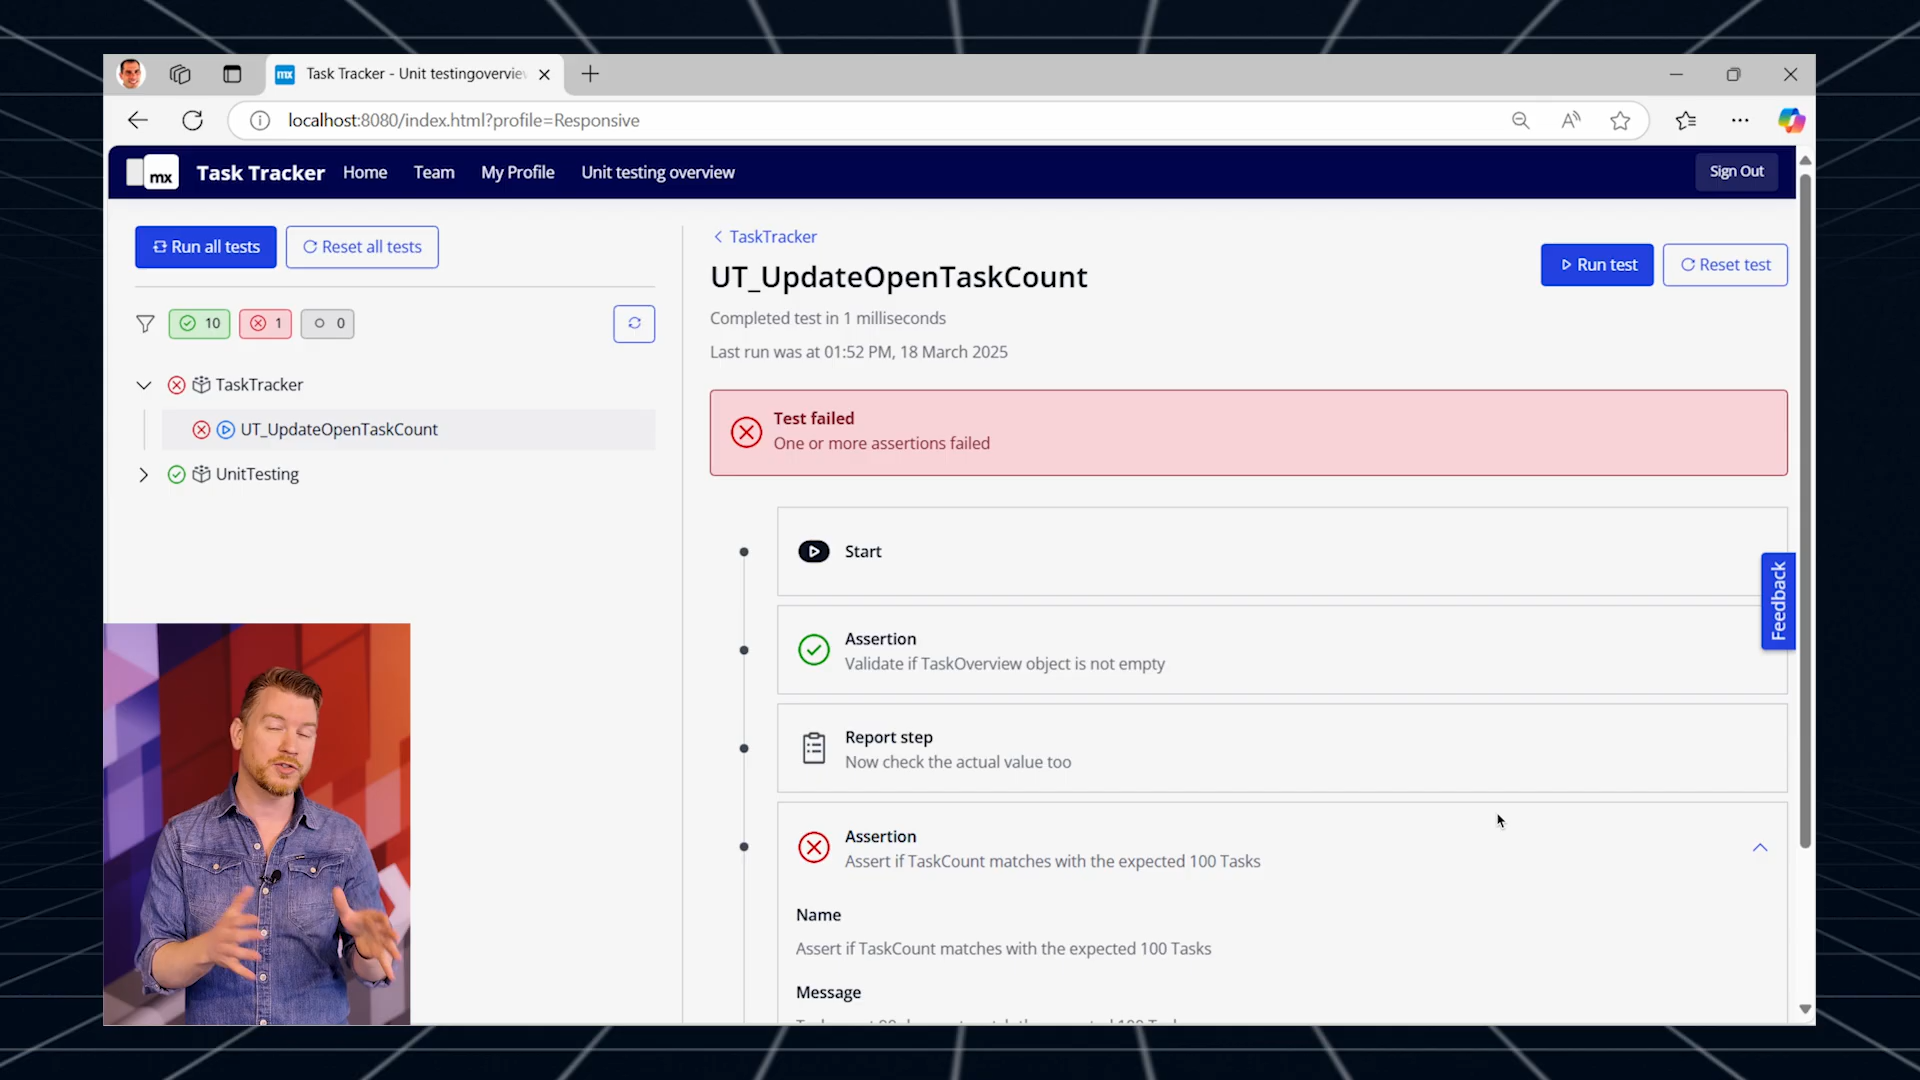 Task Tracker - Unit testingovervie
localhost:8080/index.html?profile=Responsive
mx Task Tracker Home Team My Profile Unit testing overview Sign Out
Run all tests Reset all tests
10 1 0
TaskTracker
UT_UpdateOpenTaskCount
UnitTesting
TaskTracker
UT_UpdateOpenTaskCount
Run test Reset test
Completed test in 1 milliseconds
Last run was at 01:52 PM, 18 March 2025
Test failed
One or more assertions failed
Start
Assertion
Validate if TaskOverview object is not empty
Report step
Now check the actual value too
Assertion
Assert if TaskCount matches with the expected 100 Tasks
Name
Assert if TaskCount matches with the expected 100 Tasks
Message
Feedback